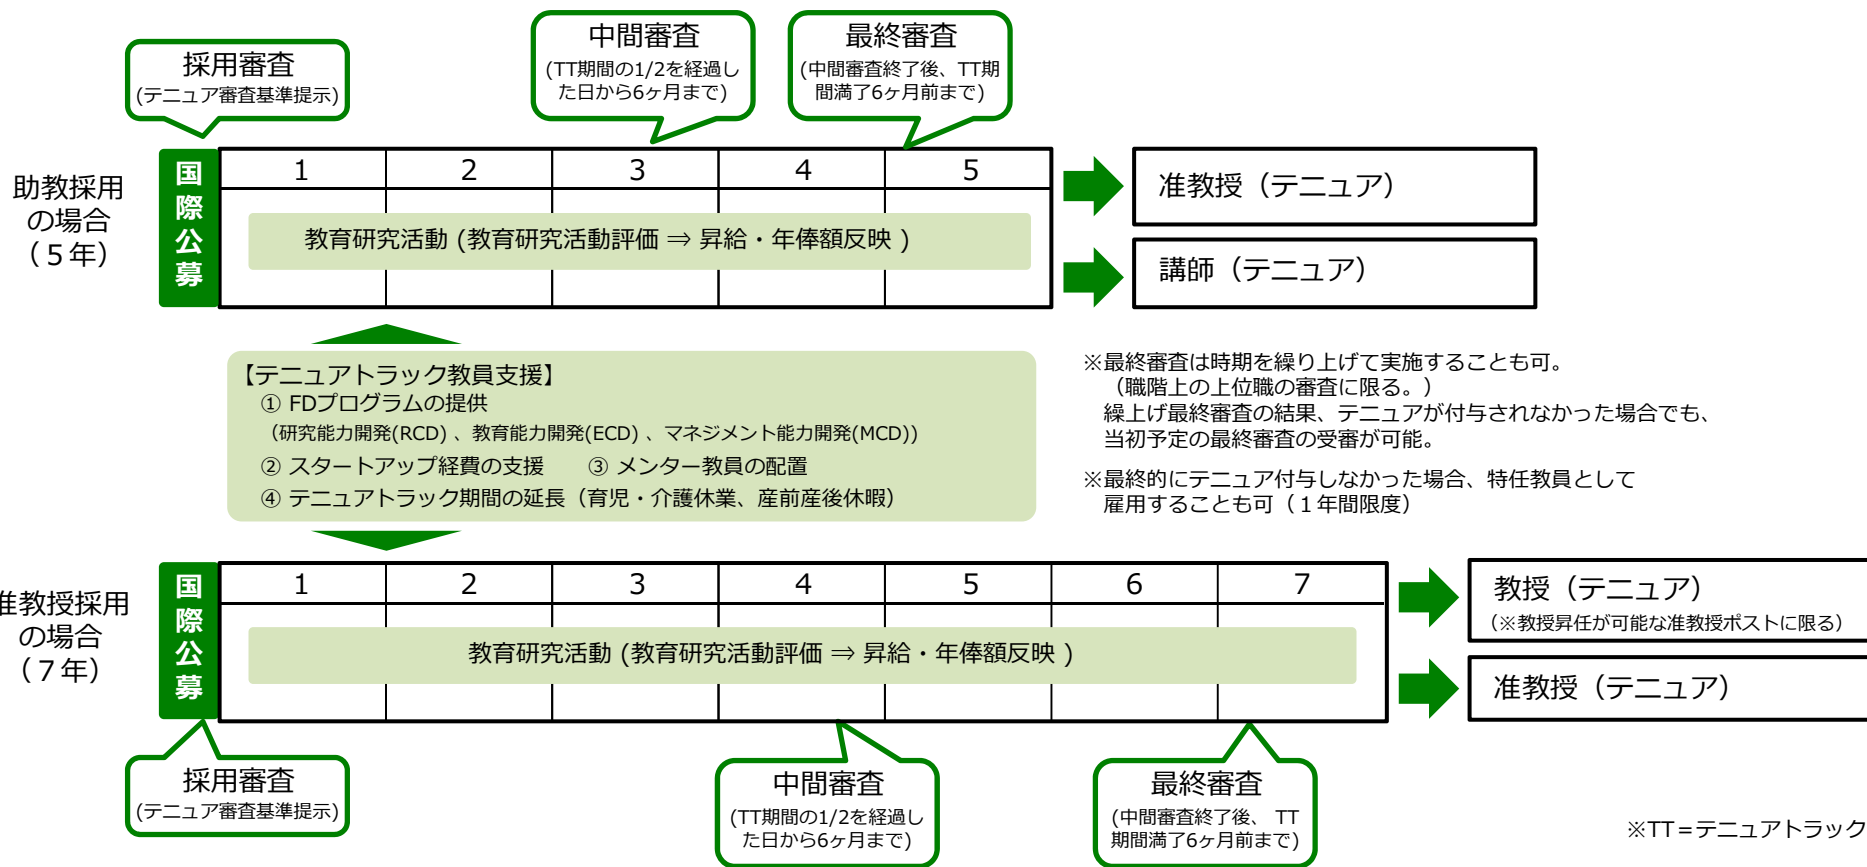 採用審査
(テニュア審査基準提示)
中間審査
(TT期間の1/2を経過し
た日から6ヶ月まで)
最終審査
(中間審査終了後、TT期
間満了6ヶ月前まで)
助教採用
の場合
（５年）
国際公募
1 2 3 4 5
教育研究活動 (教育研究活動評価 ⇒ 昇給・年俸額反映 )
准教授（テニュア）
講師（テニュア）
【テニュアトラック教員支援】
① FDプログラムの提供
（研究能力開発(RCD) 、教育能力開発(ECD) 、マネジメント能力開発(MCD))
② スタートアップ経費の支援 ③ メンター教員の配置
④ テニュアトラック期間の延長（育児・介護休業、産前産後休暇）
※最終審査は時期を繰り上げて実施することも可。
（職階上の上位職の審査に限る。）
繰上げ最終審査の結果、テニュアが付与されなかった場合でも、
当初予定の最終審査の受審が可能。
※最終的にテニュア付与しなかった場合、特任教員として
雇用することも可（１年間限度）
准教授採用
の場合
（７年）
国際公募
1 2 3 4 5 6 7
教育研究活動 (教育研究活動評価 ⇒ 昇給・年俸額反映 )
教授（テニュア）
（※教授昇任が可能な准教授ポストに限る）
准教授（テニュア）
採用審査
(テニュア審査基準提示)
中間審査
(TT期間の1/2を経過し
た日から6ヶ月まで)
最終審査
(中間審査終了後、 TT
期間満了6ヶ月前まで)
※TT＝テニュアトラック